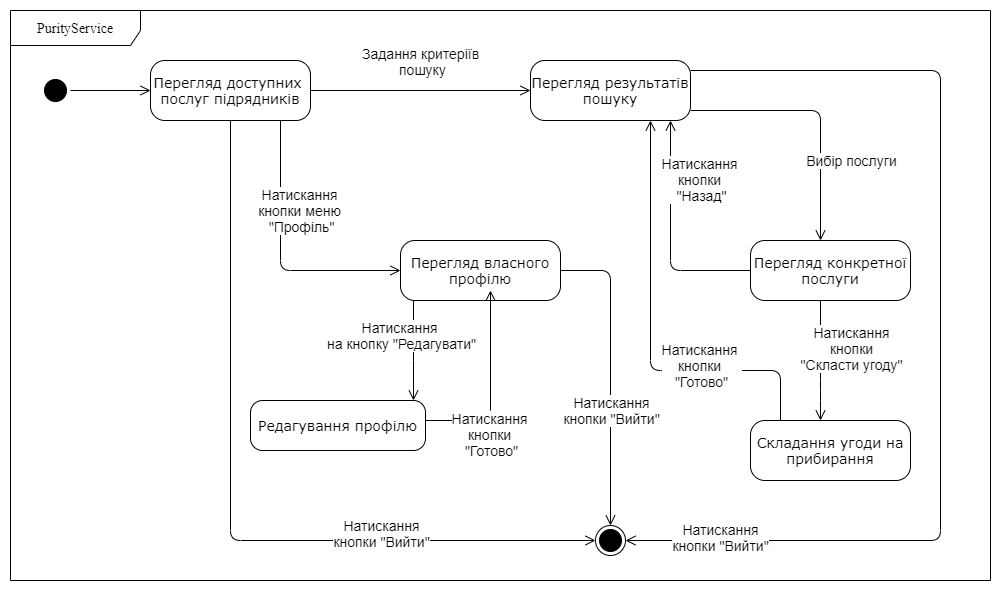 PurityService
Задання критеріїв
пошуку
Перегляд доступних
послуг підрядників
Перегляд результатів
пошуку
Натискання
кнопки
"Назад"
Вибір послуги
Натискання
кнопки меню
"Профіль"
Перегляд власного
профілю
Перегляд конкретної
послуги
Натискання
на кнопку "Редагувати"
Натискання
кнопки
"Скласти угоду"
Натискання
кнопки
"Готово"
Редагування профілю
Натискання
кнопки
"Готово"
Натискання
кнопки "Вийти"
Складання угоди на
прибирання
Натискання
кнопки "Вийти"
Натискання
кнопки "Вийти"